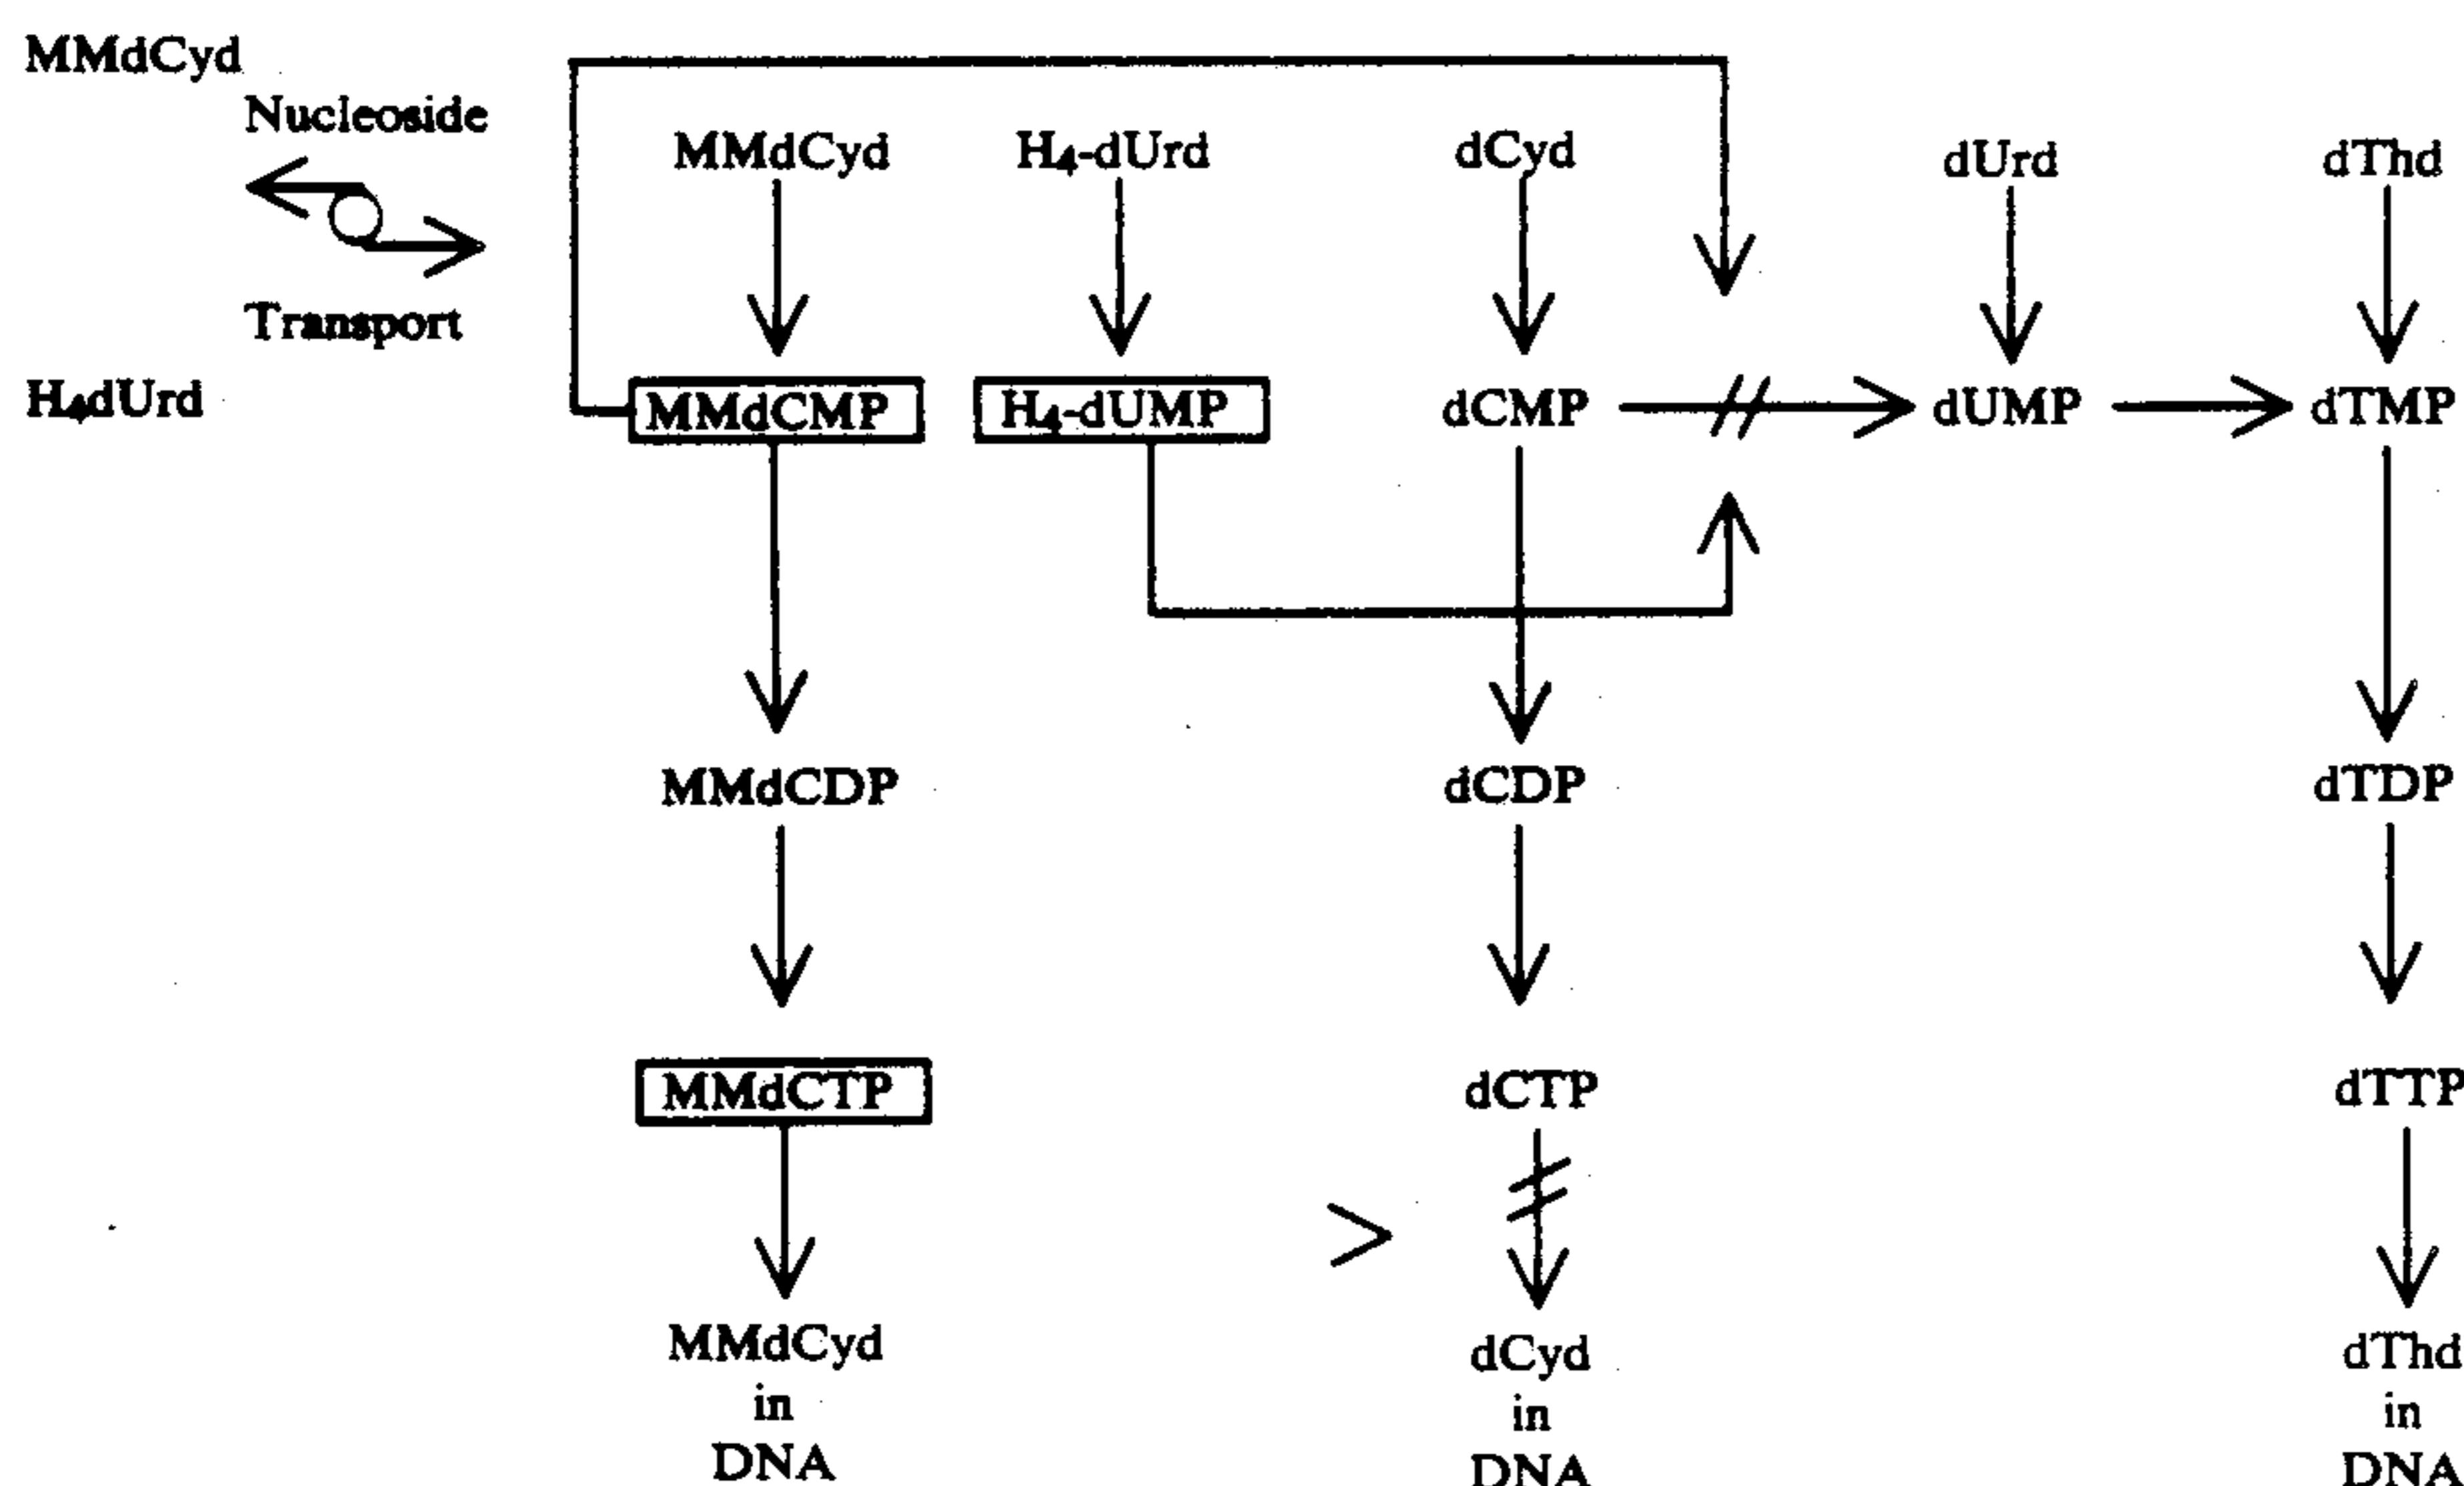 MMdCyd
Nucleoside
Transport
H₄dUrd
MMdCyd
H₄-dUrd
dCyd
dUrd
dThd
MMdCMP
H₄-dUMP
dCMP
dUMP
dTMP
MMdCDP
dCDP
dTDP
MMdCTP
dCTP
dTTP
MMdCyd
in
DNA
dCyd
in
DNA
dThd
in
DNA